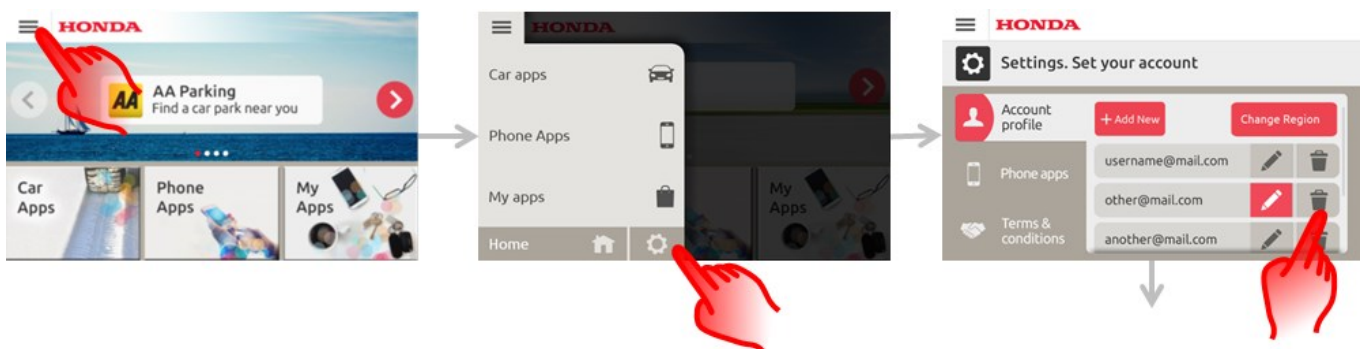 HONDA
AA
AA Parking
Find a car park near you
Car
Apps
Phone
Apps
My
Apps
HONDA
Car apps
Phone Apps
My apps
Home
My
Apps
HONDA
Settings. Set your account
Account
profile
+ Add New
Change Region
username@mail.com
Phone apps
other@mail.com
Terms &
conditions
another@mail.com